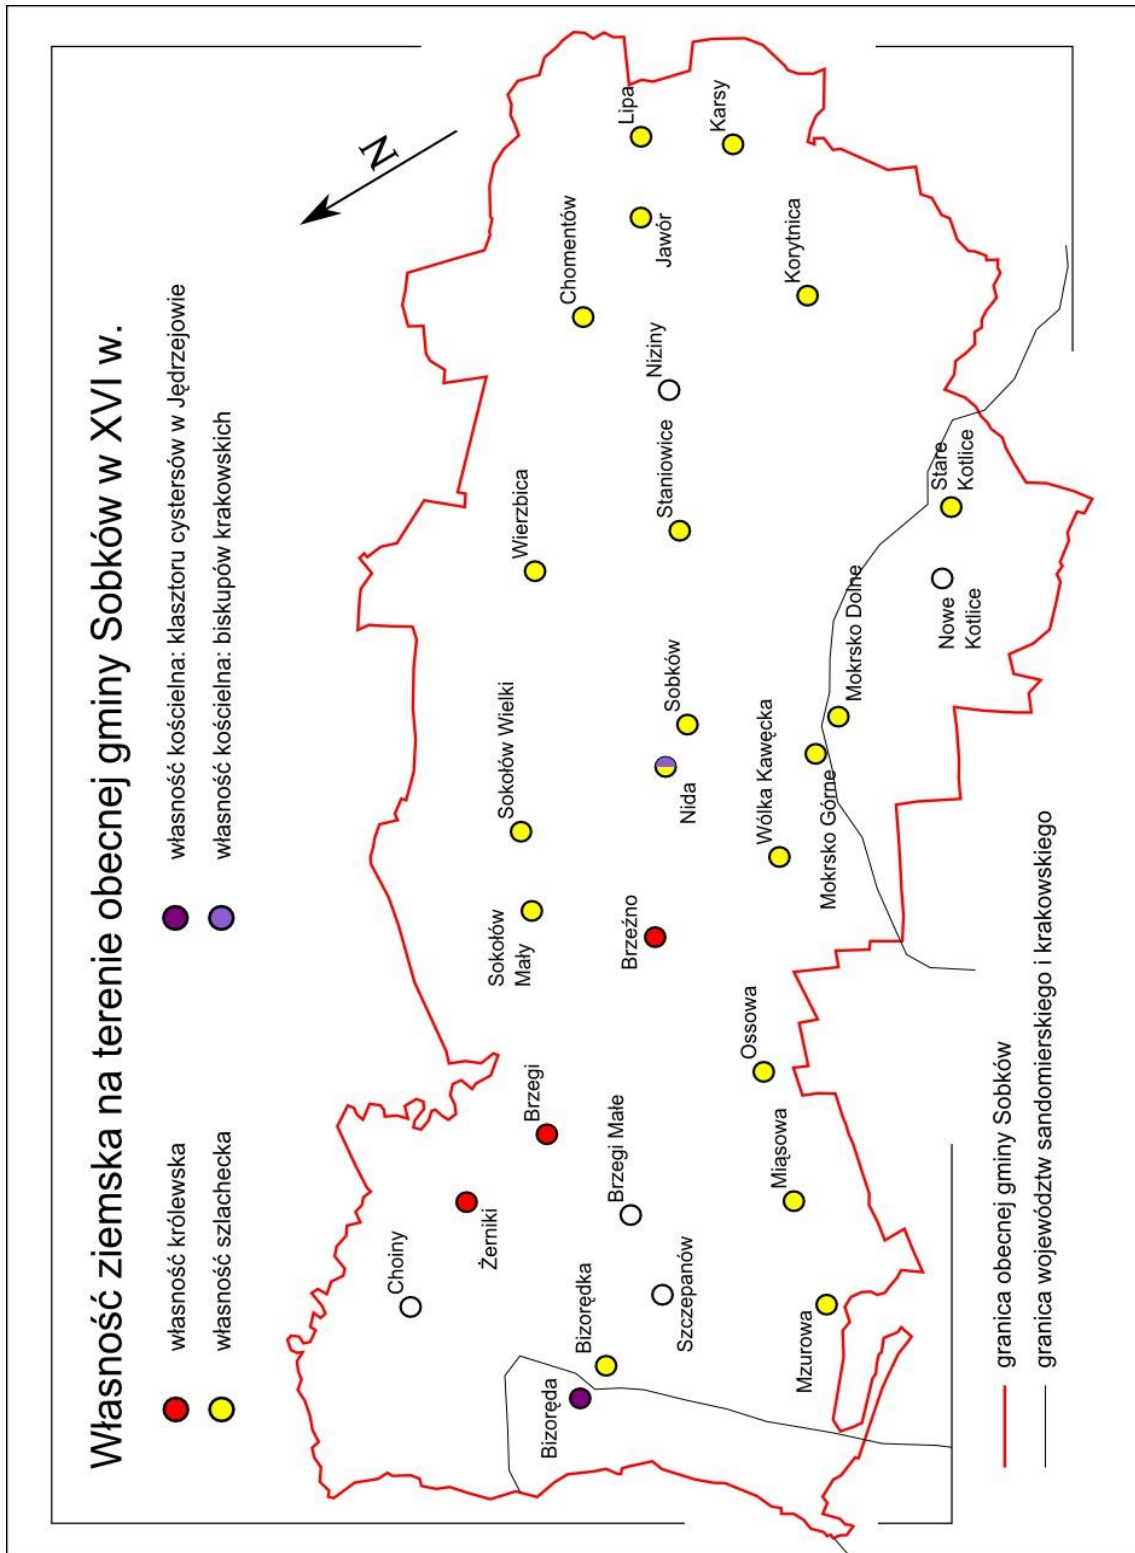 Własność ziemska na terenie obecnej gminy Sobków w XVI w.
własność królewska
własność szlachecka
własność kościelna: klasztoru cystersów w Jędrzejowie
własność kościelna: biskupów krakowskich
N
Choiny
Żerniki
Brzegi
Bizoręda
Bizorędka
Brzegi Małe
Szczepanów
Mzurowa
Miąsowa
Ossowa
Sokołów
Mały
Sokołów Wielki
Brzeźno
Nida
Sobków
Wólka Kawęcka
Mokrsko Górne
Mokrsko Dolne
Wierzbica
Staniowice
Nowe
Kotlice
Stare
Kotlice
Niziny
Chomentów
Jawór
Lipa
Karsy
Korytnica
granica obecnej gminy Sobków
granica województw sandomierskiego i krakowskiego